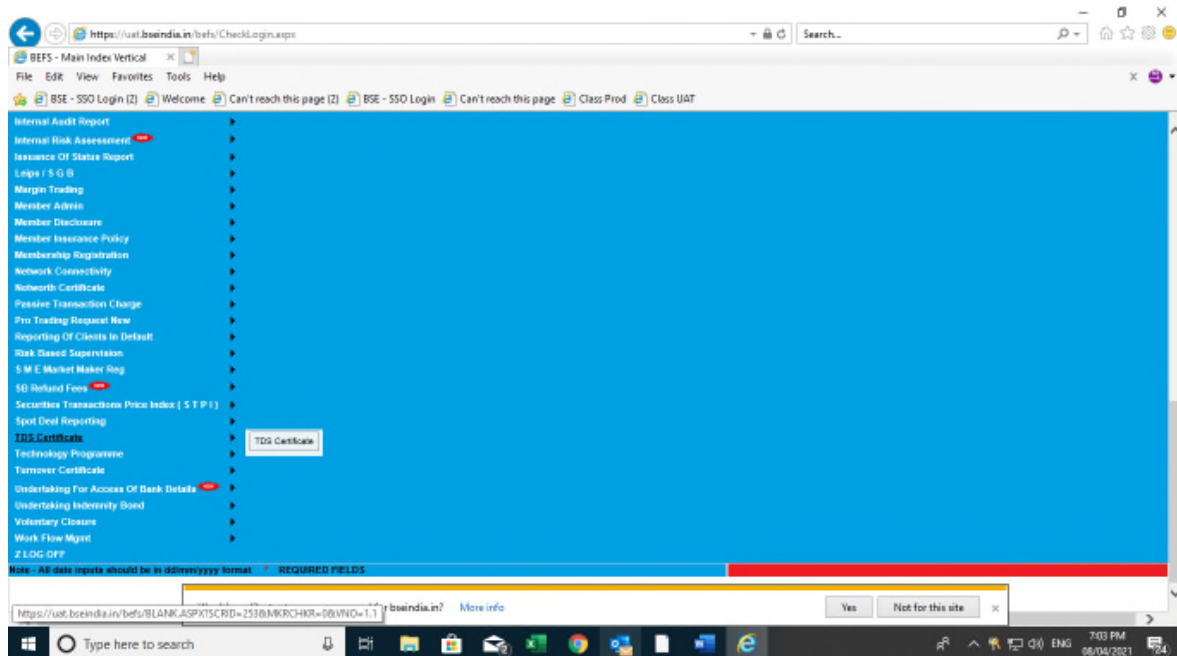 https://uat.bseindia.in/befs/CheckLogin.aspx
Search...
BEFS - Main Index Vertical
File Edit View Favorites Tools Help
BSE - SSO Login (2) Welcome Can't reach this page (2) BSE - SSO Login Can't reach this page Class Prod Class UAT
Internal Audit Report
Internal Risk Assessment NEW
Issuance Of Status Report
Leips / S G B
Margin Trading
Member Admin
Member Disclosure
Member Insurance Policy
Membership Registration
Network Connectivity
Networth Certificate
Passive Transaction Charge
Pro Trading Request New
Reporting Of Clients In Default
Risk Based Supervision
S M E Market Maker Reg
SB Refund Fees NEW
Securities Transactions Price Index ( S T P I )
Spot Deal Reporting
TDS Certificate
TDS Certificate
Technology Programme
Turnover Certificate
Undertaking For Access Of Bank Details NEW
Undertaking Indemnity Bond
Voluntary Closure
Work Flow Mgmt
Z LOG OFF
Note - All date inputs should be in dd/mm/yyyy format * REQUIRED FIELDS
r bseindia.in? More info
Yes Not for this site
https://uat.bseindia.in/befs/BLANK.ASPX?SCRID=253&MKRCHKR=0&VNO=1.1
Type here to search
ENG
7:03 PM
08/04/2021
24